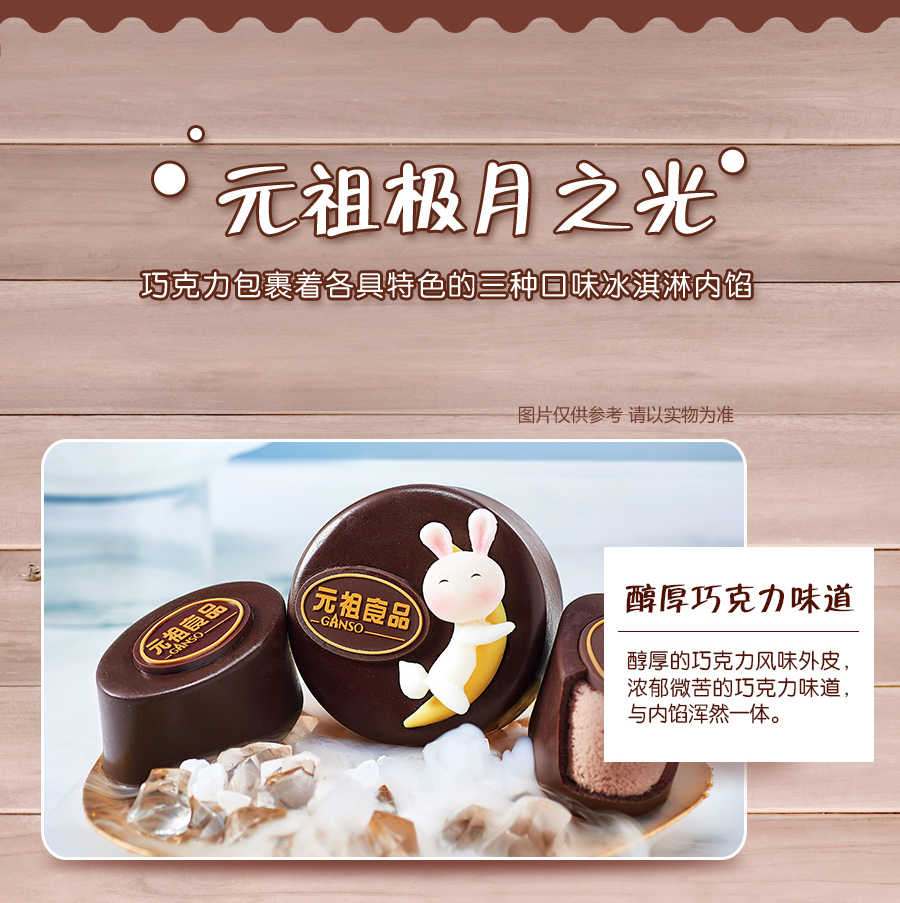 元祖极月之光
巧克力包裹着各具特色的三种口味冰淇淋内馅
图片仅供参考 请以实物为准
元祖食品
GANSO
元祖食品
GANSO
醇厚巧克力味道
醇厚的巧克力风味外皮，
浓郁微苦的巧克力味道，
与内馅浑然一体。